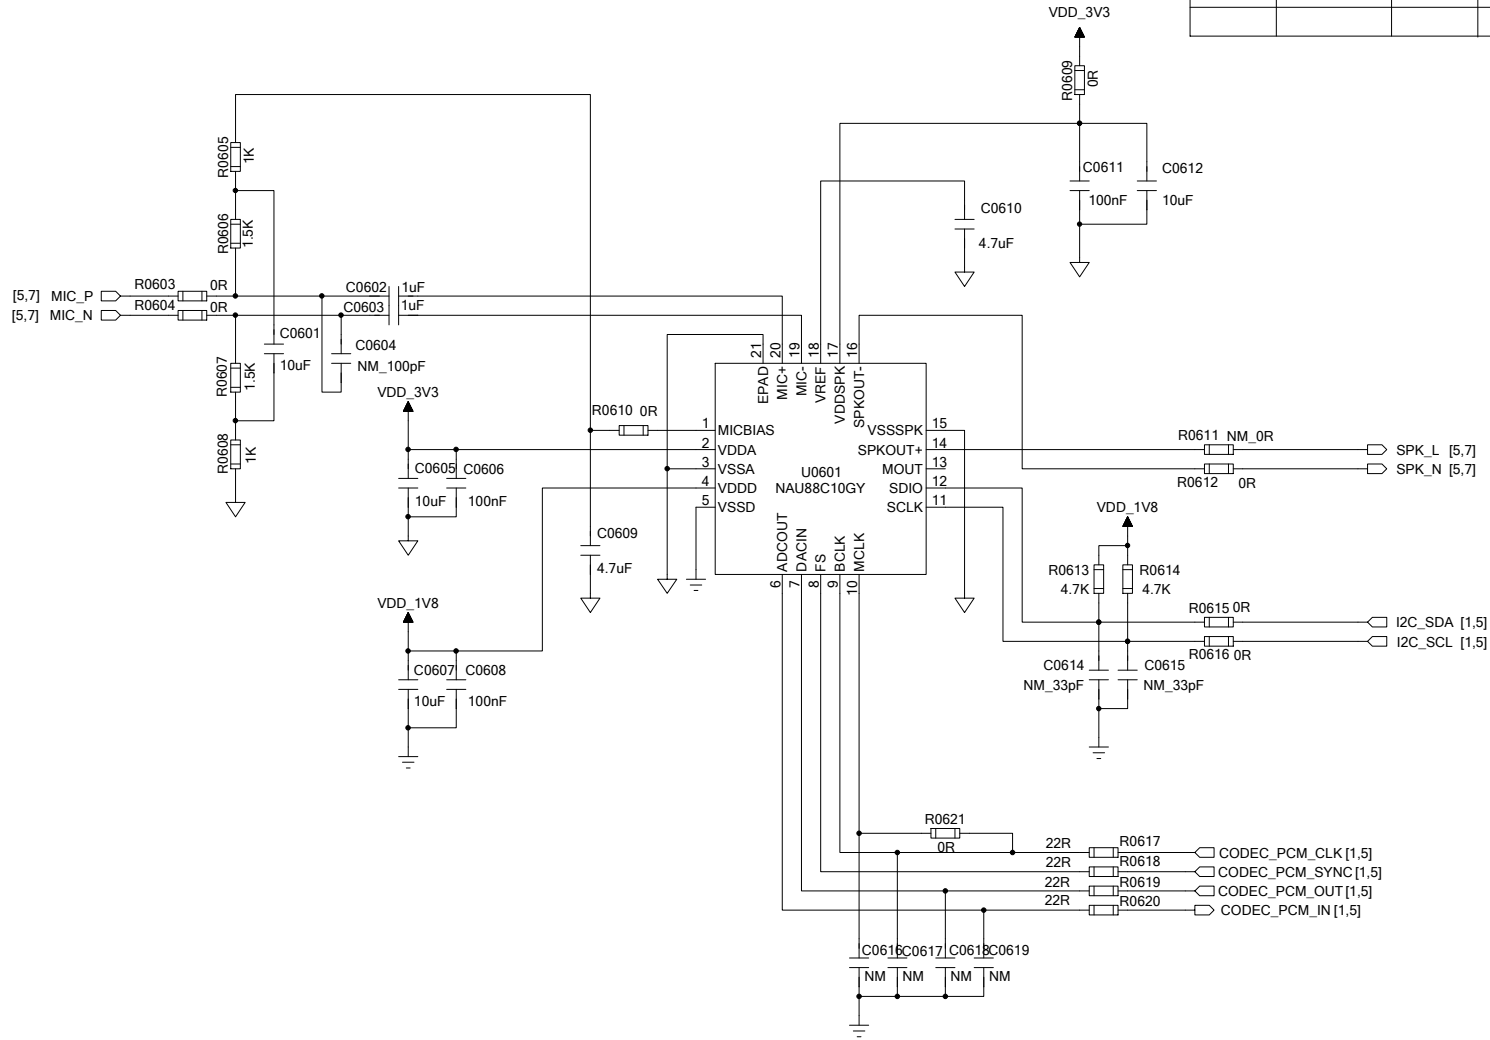 VDD_3V3
R0609
0R
R0605
1K
C0611
C0612
100nF
10uF
R0606
1.5K
C0610
4.7uF
[5,7] MIC_P
R0603
0R
C0602
1uF
[5,7] MIC_N
R0604
0R
C0603
1uF
C0601
10uF
C0604
NM_100pF
R0607
1.5K
21
20
19
18
17
16
EPAD
MIC+
MIC-
VREF
VDDSPK
SPKOUT-
VDD_3V3
R0610 0R
1
MICBIAS
VSSSPK
15
R0608
1K
2
VDDA
SPKOUT+
14
R0611 NM_0R
SPK_L [5,7]
C0605
C0606
3
VSSA
U0601
MOUT
13
SPK_N [5,7]
R0612 0R
4
VDDD
NAU88C10GY
SDIO
12
10uF
100nF
5
VSSD
SCLK
11
VDD_1V8
C0609
4.7uF
ADCOUT
DACIN
FS
BCLK
MCLK
6
7
8
9
10
R0613
4.7K
R0614
4.7K
VDD_1V8
R0615 0R
I2C_SDA [1,5]
I2C_SCL [1,5]
R0616 0R
C0607
C0608
10uF
100nF
C0614
NM_33pF
C0615
NM_33pF
R0621
0R
22R
R0617
CODEC_PCM_CLK [1,5]
22R
R0618
CODEC_PCM_SYNC [1,5]
22R
R0619
CODEC_PCM_OUT [1,5]
22R
R0620
CODEC_PCM_IN [1,5]
C0616
C0617
C0618
C0619
NM
NM
NM
NM